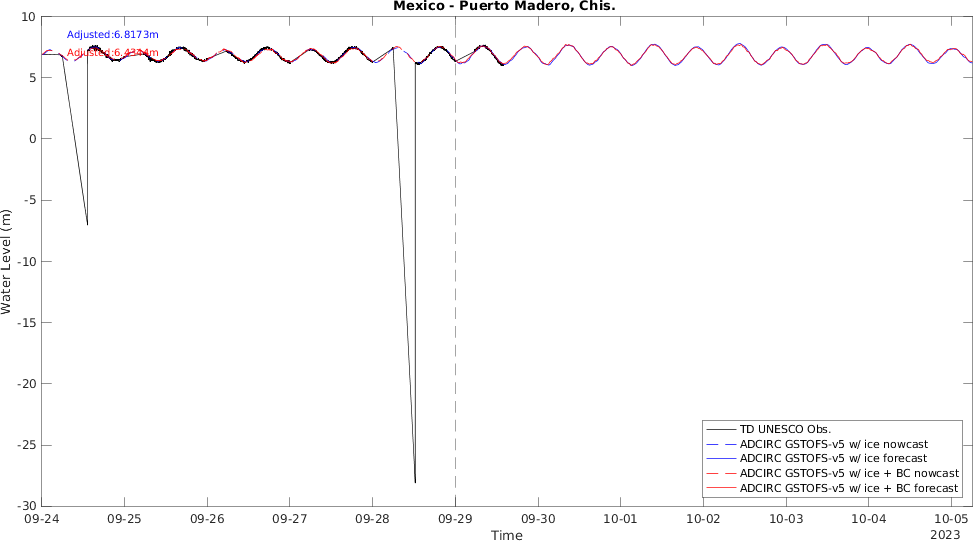 Mexico - Puerto Madero, Chis.
10
5
0
-5
-10
-15
-20
-25
-30
Water Level (m)
Adjusted:6.8173m
Adjusted:6.4344m
TD UNESCO Obs.
ADCIRC GSTOFS-v5 w/ ice nowcast
ADCIRC GSTOFS-v5 w/ ice forecast
ADCIRC GSTOFS-v5 w/ ice + BC nowcast
ADCIRC GSTOFS-v5 w/ ice + BC forecast
09-24 09-25 09-26 09-27 09-28 09-29 09-30 10-01 10-02 10-03 10-04 10-05
Time 2023